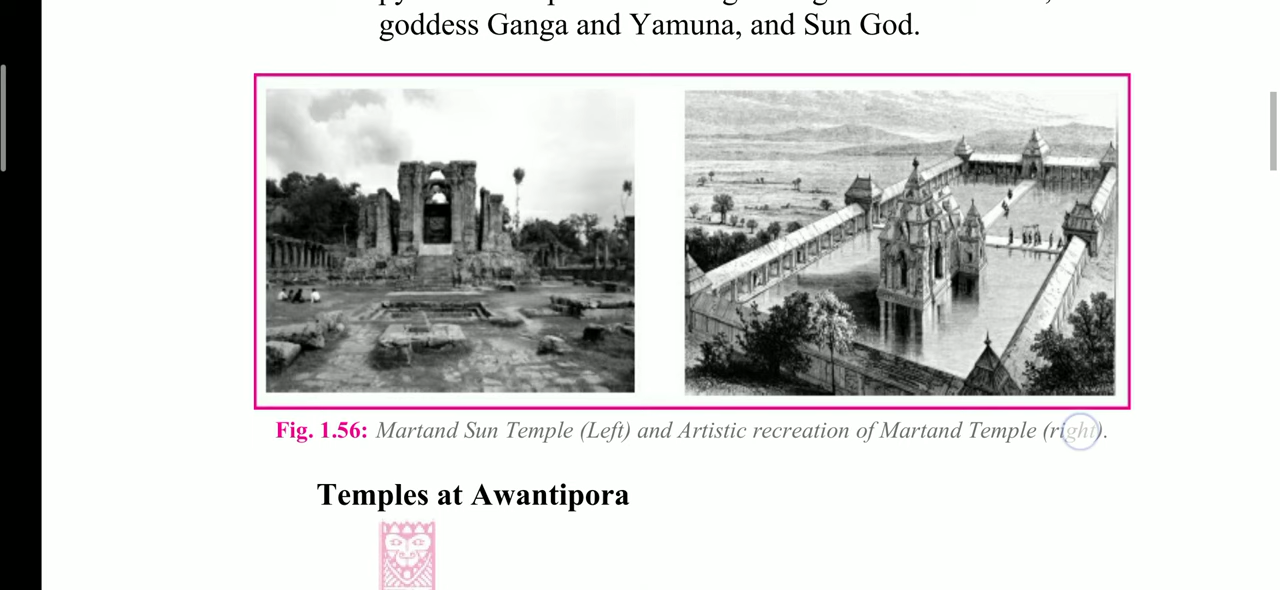 goddess Ganga and Yamuna, and Sun God.
Fig. 1.56: Martand Sun Temple (Left) and Artistic recreation of Martand Temple (right).
Temples at Awantipora